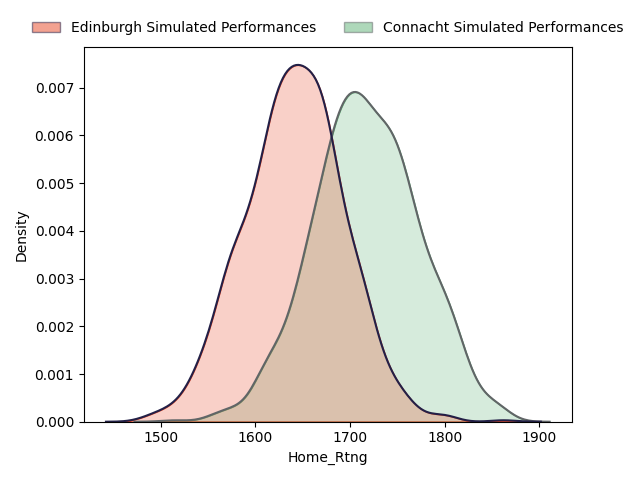 Edinburgh Simulated Performances Connacht Simulated Performances
0.007
0.006
0.005
0.004
0.003
0.002
0.001
0.000
Density
1500 1600 1700 1800 1900
Home_Rtng